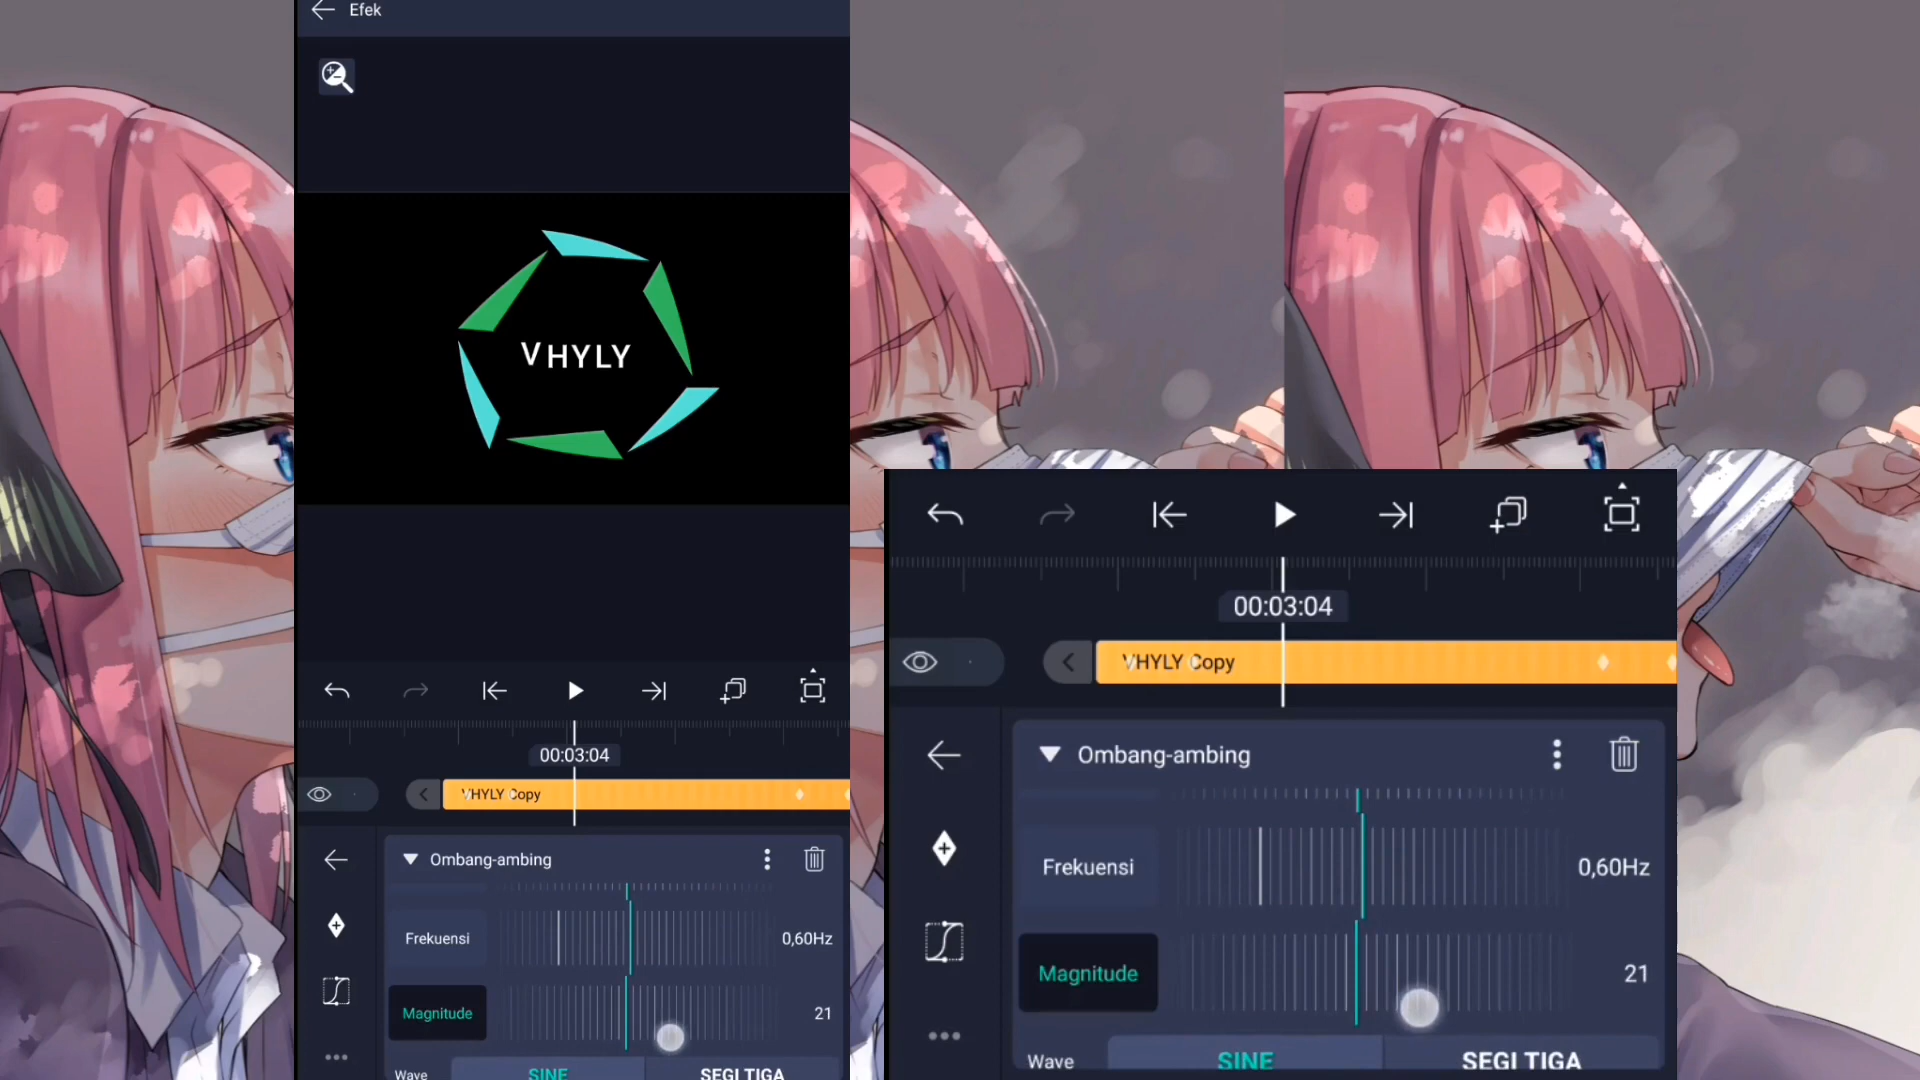 Efek
VHYLY
00:03:04
VHYLY Copy
Ombang-ambing
Frekuensi
0,60Hz
Magnitude
21
Wave
SINE
SEGI TIGA
00:03:04
VHYLY Copy
Ombang-ambing
Frekuensi
0,60Hz
Magnitude
21
Wave
SINE
SEGI TIGA